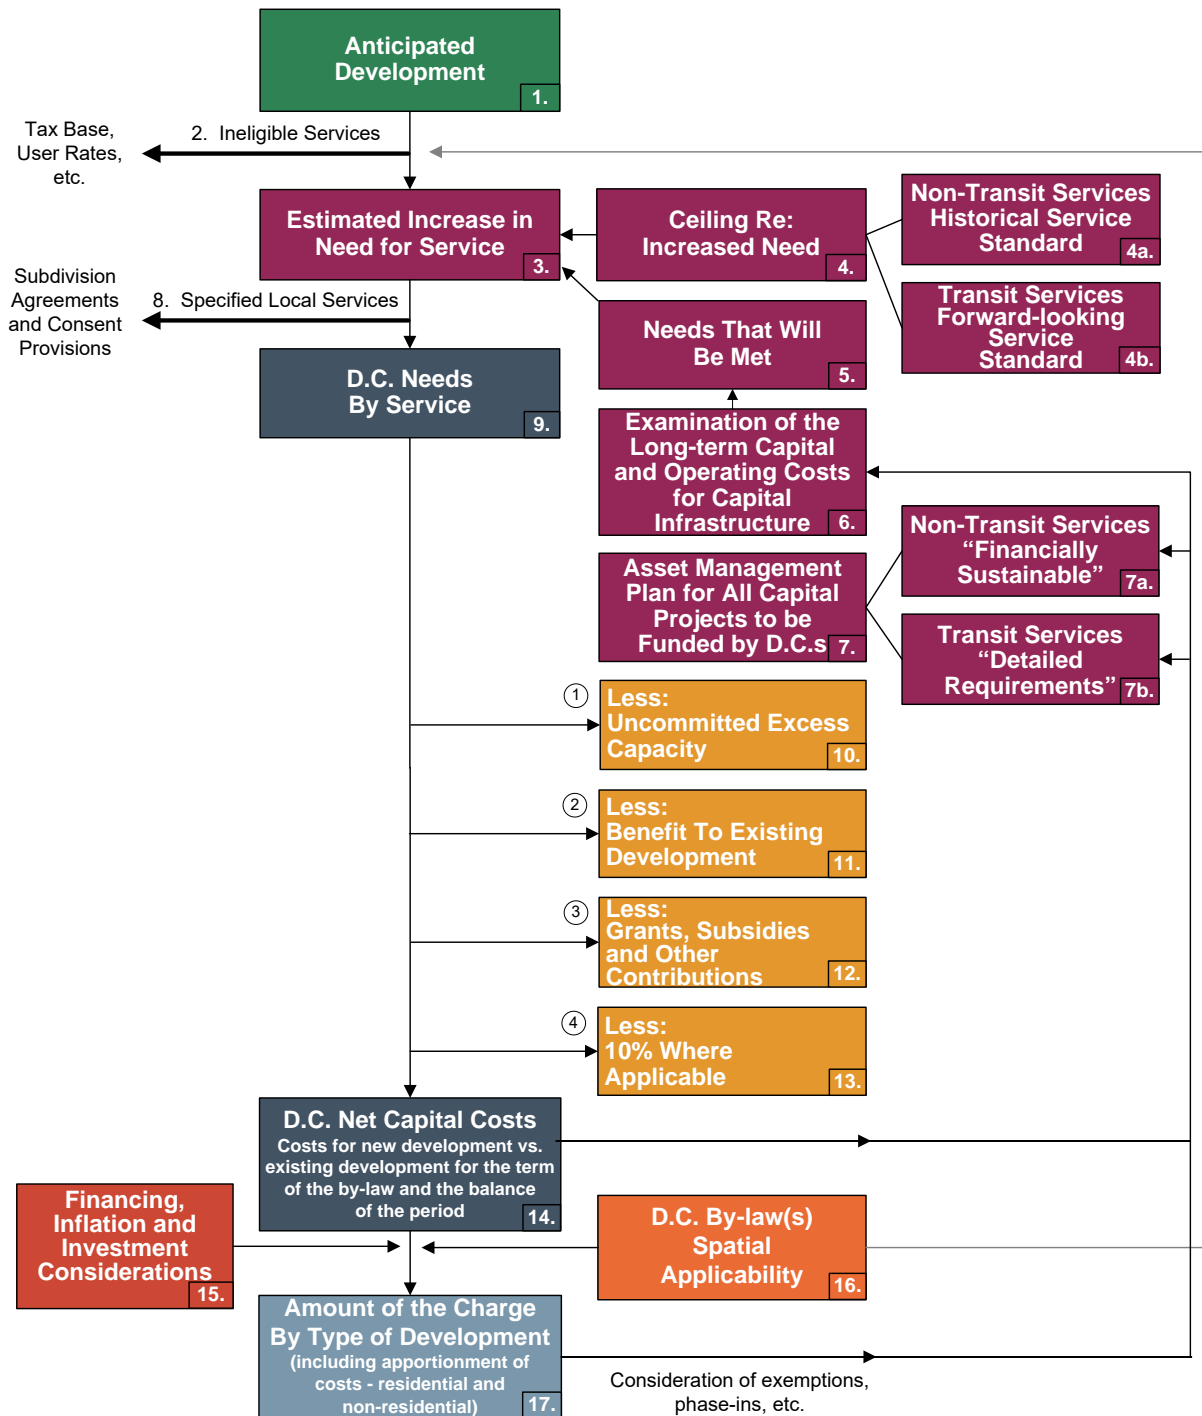 Anticipated
Development
1.
Tax Base,
User Rates,
etc.
2.  Ineligible Services
Estimated Increase in
Need for Service
3.
Ceiling Re:
Increased Need
4.
Non-Transit Services
Historical Service
Standard
4a.
Transit Services
Forward-looking
Service
Standard
4b.
Subdivision
Agreements
and Consent
Provisions
8.  Specified Local Services
Needs That Will
Be Met
5.
D.C. Needs
By Service
9.
Examination of the
Long-term Capital
and Operating Costs
for Capital
Infrastructure
6.
Non-Transit Services
“Financially
Sustainable”
7a.
Asset Management
Plan for All Capital
Projects to be
Funded by D.C.s
7.
Transit Services
“Detailed
Requirements”
7b.
1
Less:
Uncommitted Excess
Capacity
10.
2
Less:
Benefit To Existing
Development
11.
3
Less:
Grants, Subsidies
and Other
Contributions
12.
4
Less:
10% Where
Applicable
13.
D.C. Net Capital Costs
Costs for new development vs.
existing development for the term
of the by-law and the balance
of the period
14.
Financing,
Inflation and
Investment
Considerations
15.
D.C. By-law(s)
Spatial
Applicability
16.
Amount of the Charge
By Type of Development
(including apportionment of
costs - residential and
non-residential)
17.
Consideration of exemptions,
phase-ins, etc.